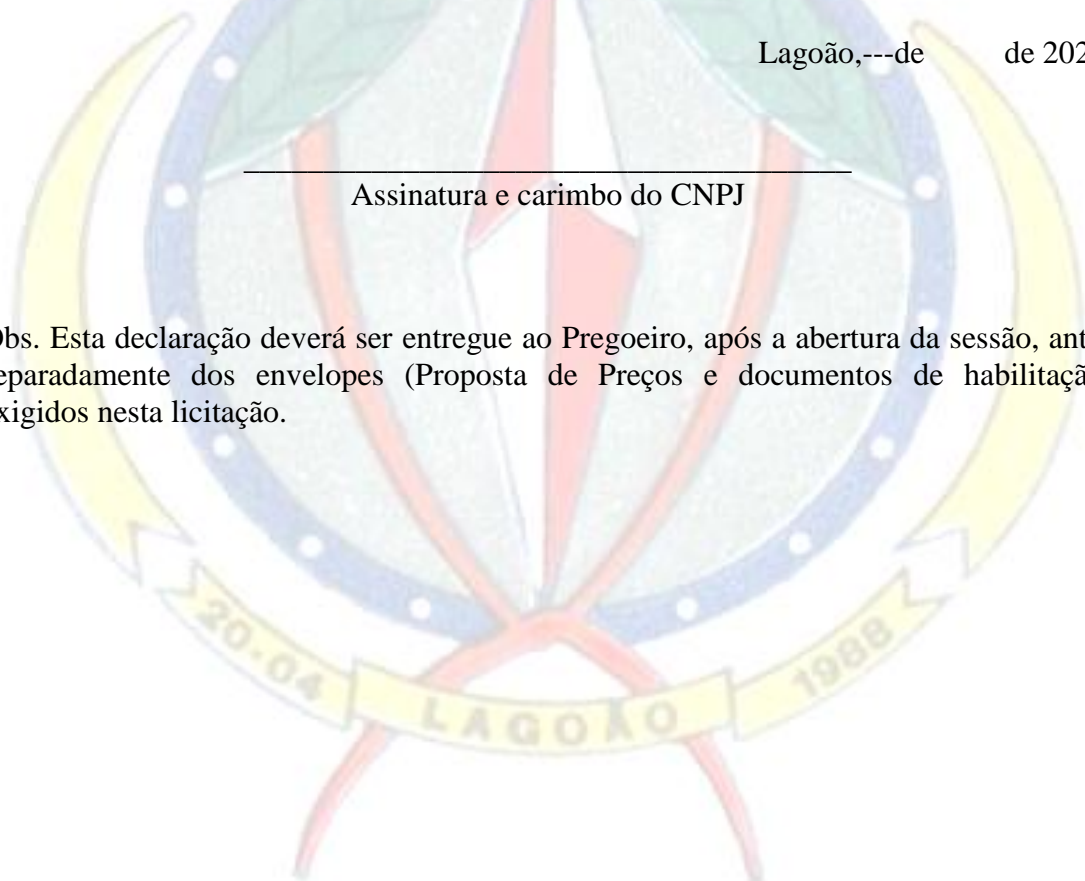 Lagoão,---de de 202
Assinatura e carimbo do CNPJ
Obs. Esta declaração deverá ser entregue ao Pregoeiro, após a abertura da sessão, ant
eparadamente dos envelopes (Proposta de Preços e documentos de habilitaçã
xigidos nesta licitação.
20-04 LAGOÃO 1988